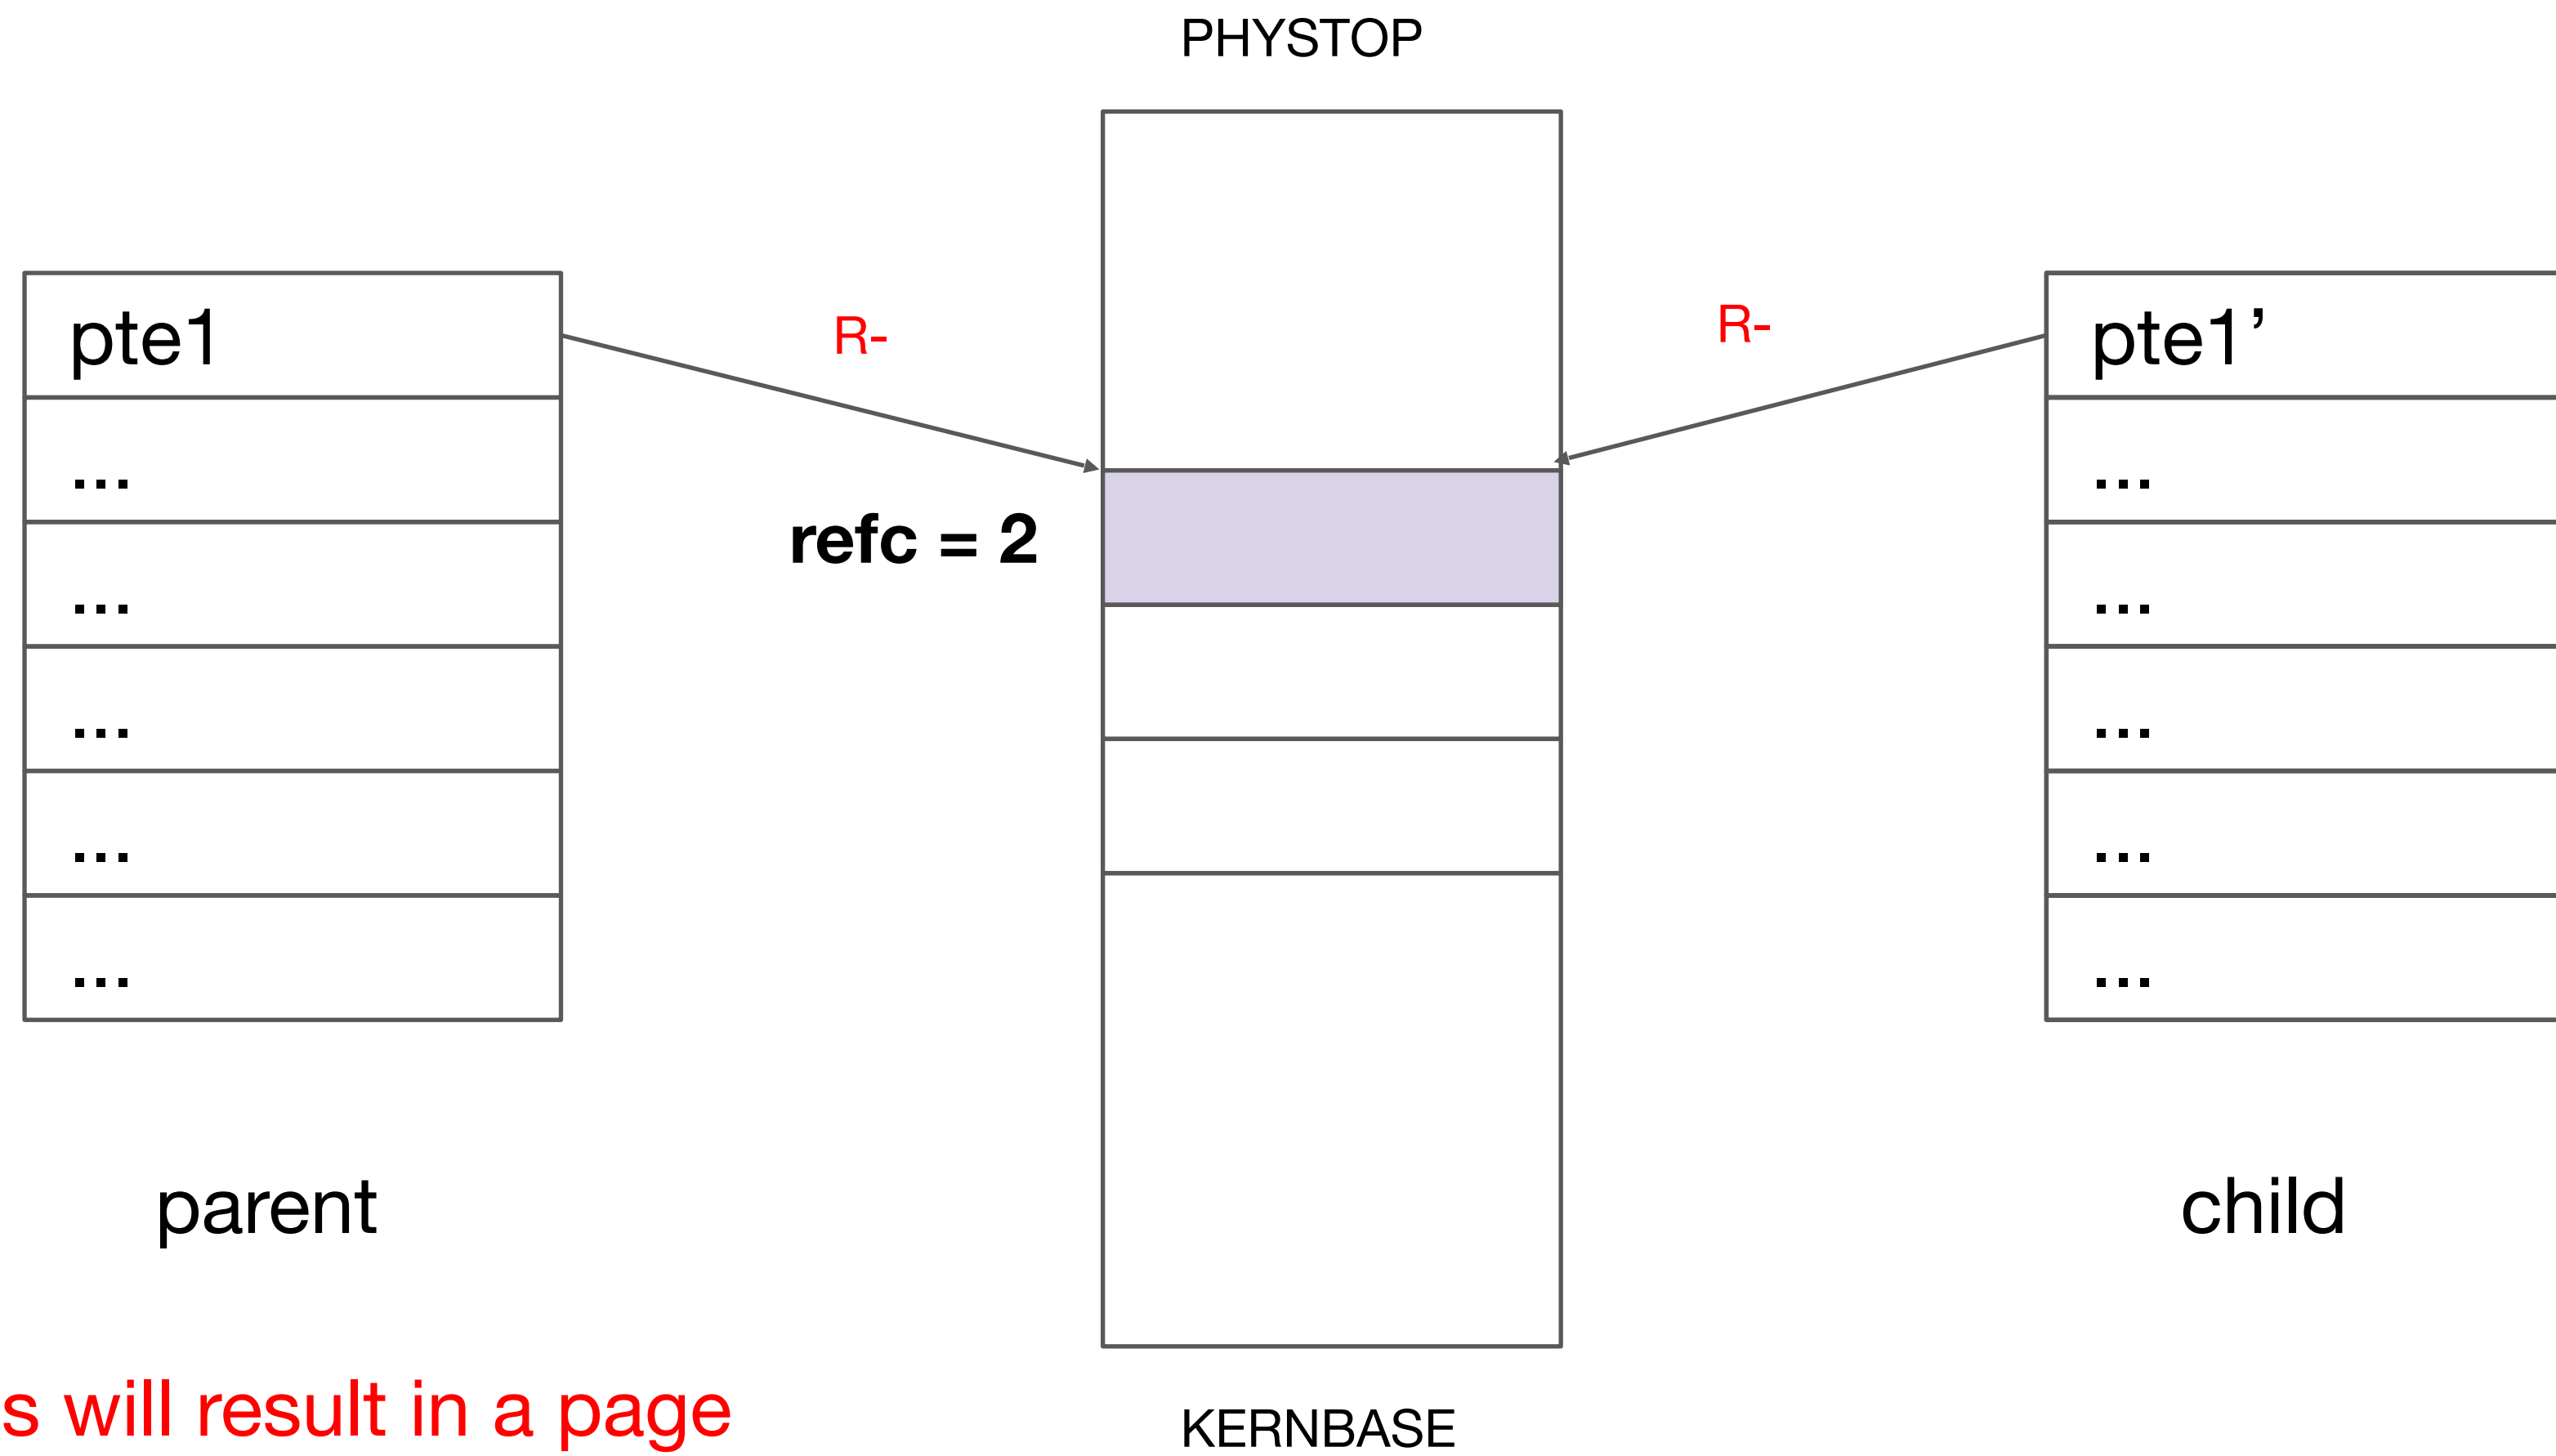 PHYSTOP
pte1
R-
R-
pte1’
...
...
refc = 2
...
...
...
...
...
...
...
...
parent
child
s will result in a page
KERNBASE